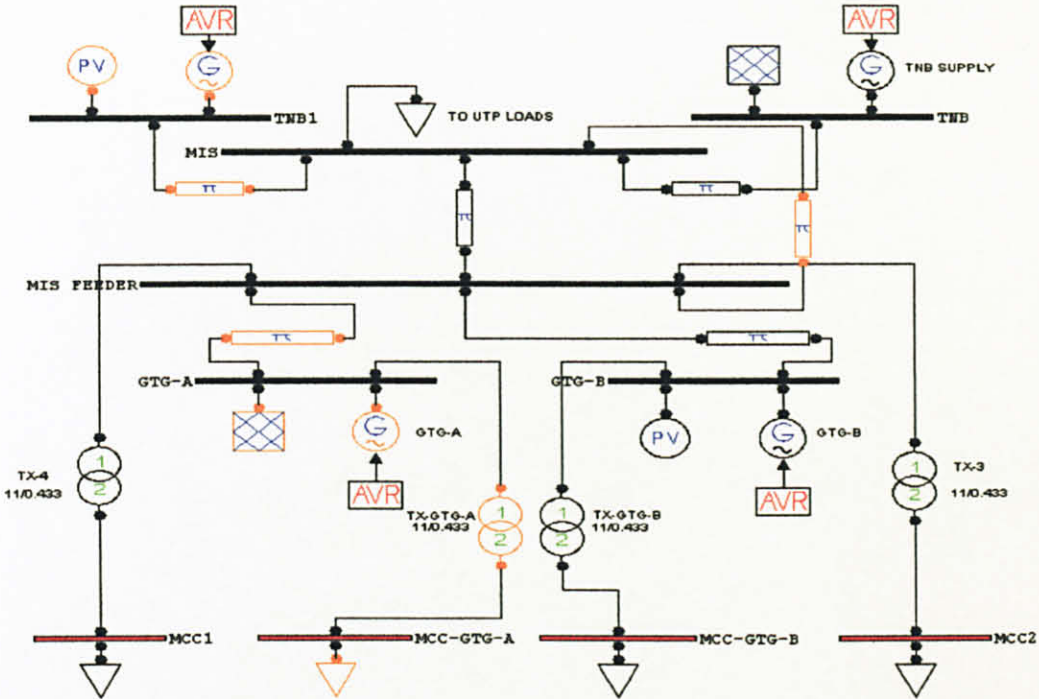 AVR
AVR
PV
G
G
TNB SUPPLY
TNB1
TO UTP LOADS
TNB
MIS
π
π
π
π
MIS FEEDER
π
π
GTG-A
GTG-B
G
GTG-A
PV
G
GTG-B
1
2
TX-4
11/0.433
AVR
TX-GTG-A
11/0.433
1
2
1
2
TX-GTG-B
11/0.433
AVR
1
2
TX-3
11/0.433
MCC1
MCC-GTG-A
MCC-GTG-B
MCC2